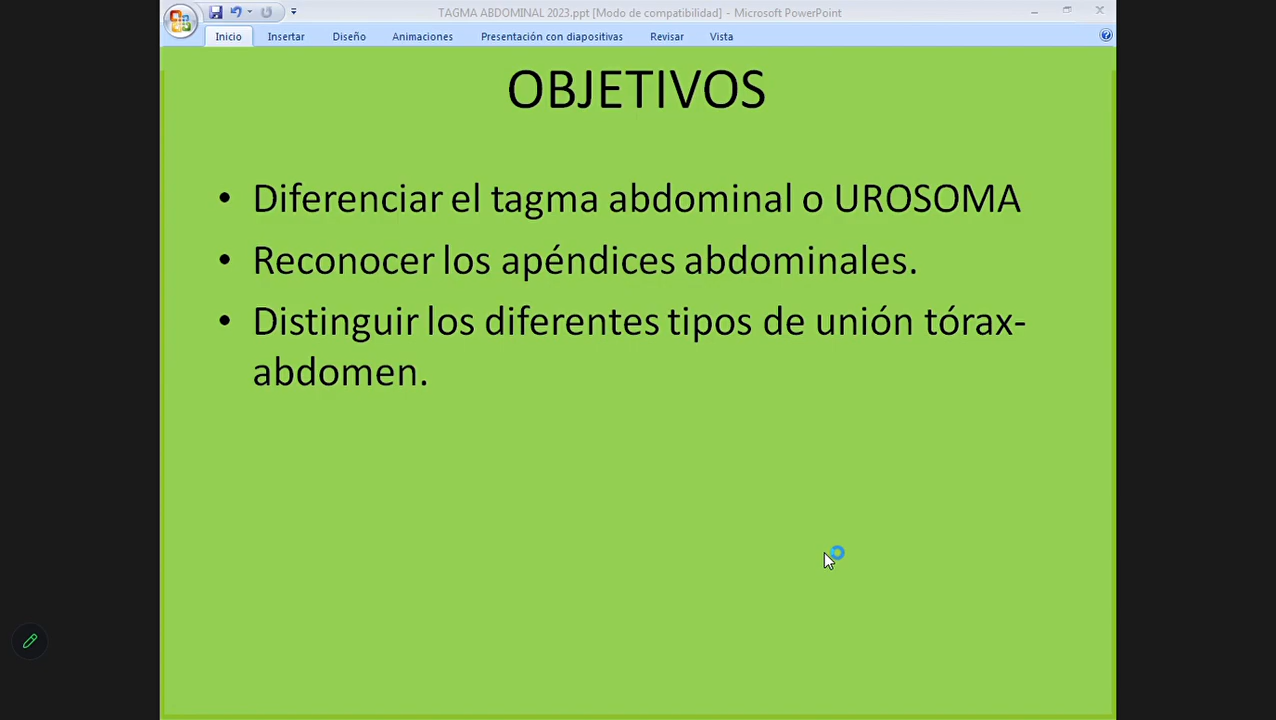 TAGMA ABDOMINAL 2023.ppt [Modo de compatibilidad] - Microsoft PowerPoint
Inicio Insertar Diseño Animaciones Presentación con diapositivas Revisar Vista
OBJETIVOS
• Diferenciar el tagma abdominal o UROSOMA
• Reconocer los apéndices abdominales.
• Distinguir los diferentes tipos de unión tórax-
abdomen.